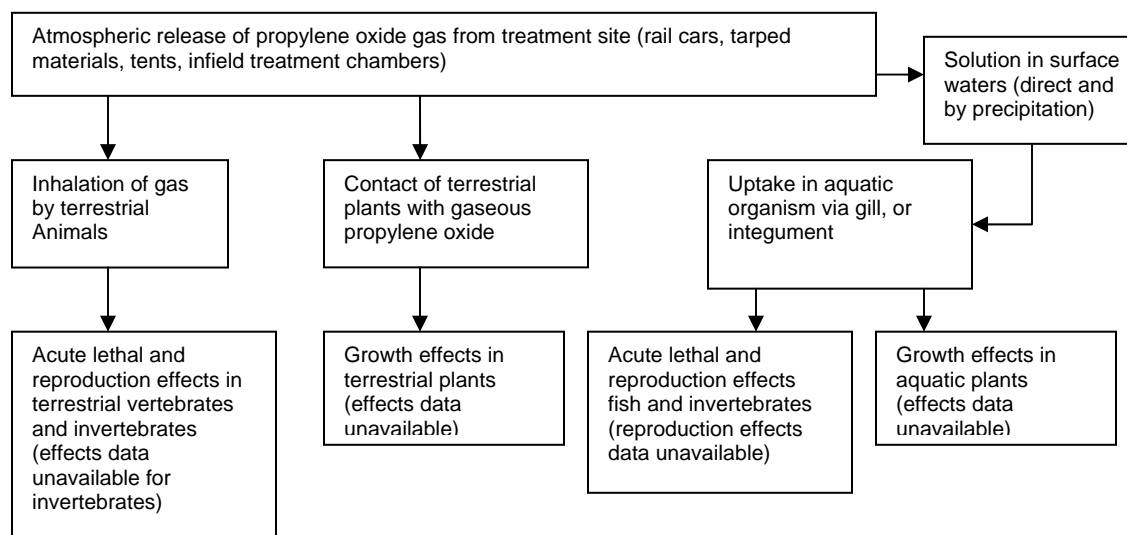 Atmospheric release of propylene oxide gas from treatment site (rail cars, tarped
materials, tents, infield treatment chambers)
Solution in surface
waters (direct and
by precipitation)
Inhalation of gas
by terrestrial
Animals
Contact of terrestrial
plants with gaseous
propylene oxide
Uptake in aquatic
organism via gill, or
integument
Acute lethal and
reproduction effects in
terrestrial vertebrates
and invertebrates
(effects data
unavailable for
invertebrates)
Growth effects in
terrestrial plants
(effects data
unavailable)
Acute lethal and
reproduction effects
fish and invertebrates
(reproduction effects
data unavailable)
Growth effects in
aquatic plants
(effects data
unavailable)